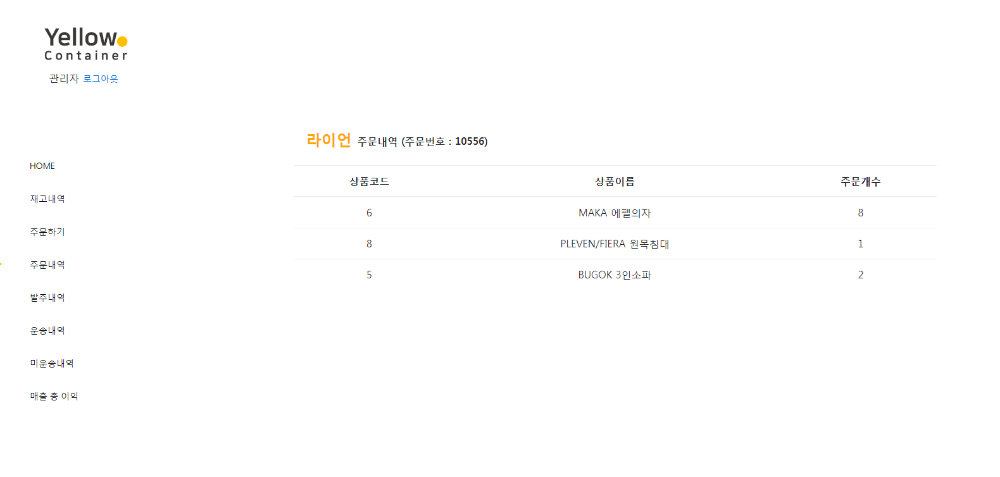 Yellow
Container
관리자 로그아웃
라이언 주문내역 (주문번호 : 10556)
HOME
재고내역
주문하기
주문내역
발주내역
운송내역
미운송내역
매출 총 이익
상품코드 상품이름 주문개수
6 MAKA 에펠의자 8
8 PLEVEN/FIERA 원목침대 1
5 BUGOK 3인소파 2